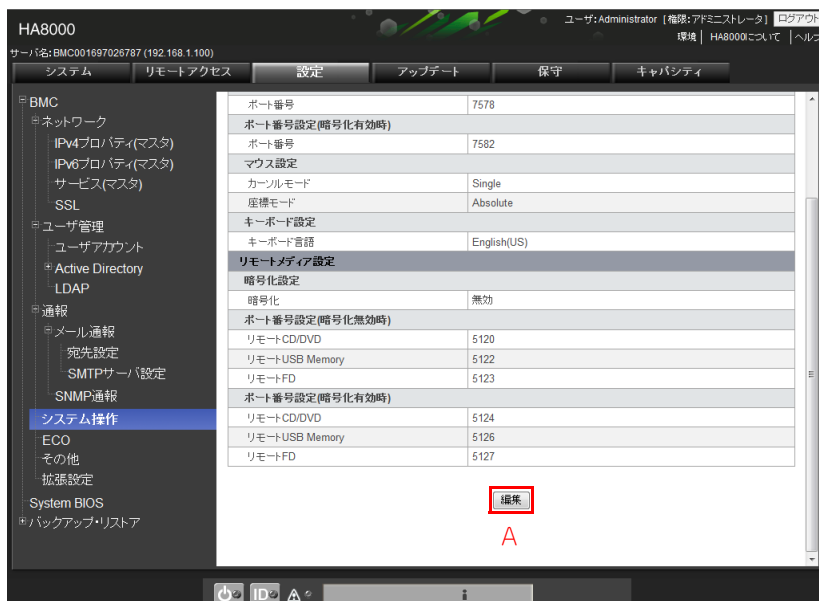 HA8000
ユーザ:Administrator [権限:アドミニストレータ] ログアウト
環境 | HA8000について | ヘルプ
サーバ名:BMC001697026787 (192.168.1.100)
システム リモートアクセス 設定 アップデート 保守 キャパシティ
BMC
ネットワーク
IPv4プロパティ(マスタ)
IPv6プロパティ(マスタ)
サービス(マスタ)
SSL
ユーザ管理
ユーザアカウント
Active Directory
LDAP
通報
メール通報
宛先設定
SMTPサーバ設定
SNMP通報
システム操作
ECO
その他
拡張設定
System BIOS
バックアップ・リストア
ポート番号 7578
ポート番号設定(暗号化有効時)
ポート番号 7582
マウス設定
カーソルモード Single
座標モード Absolute
キーボード設定
キーボード言語 English(US)
リモートメディア設定
暗号化設定
暗号化 無効
ポート番号設定(暗号化無効時)
リモートCD/DVD 5120
リモートUSB Memory 5122
リモートFD 5123
ポート番号設定(暗号化有効時)
リモートCD/DVD 5124
リモートUSB Memory 5126
リモートFD 5127
編集
A
ID